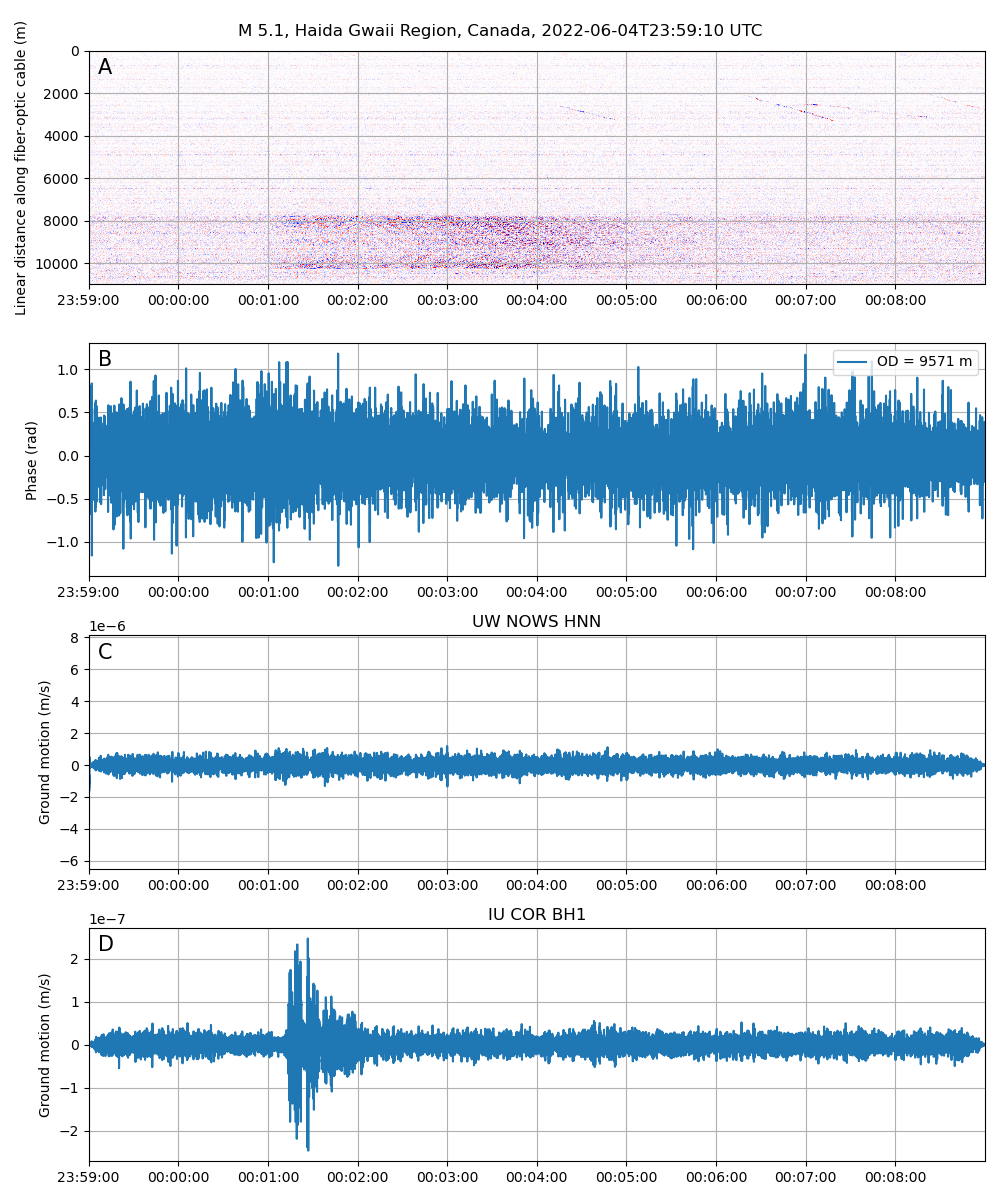 M 5.1, Haida Gwaii Region, Canada, 2022-06-04T23:59:10 UTC
A
Linear distance along fiber-optic cable (m)
0
2000
4000
6000
8000
10000
23:59:00 00:00:00 00:01:00 00:02:00 00:03:00 00:04:00 00:05:00 00:06:00 00:07:00 00:08:00
B
OD = 9571 m
Phase (rad)
1.0
0.5
0.0
−0.5
−1.0
23:59:00 00:00:00 00:01:00 00:02:00 00:03:00 00:04:00 00:05:00 00:06:00 00:07:00 00:08:00
UW NOWS HNN
1e−6
C
Ground motion (m/s)
8
6
4
2
0
−2
−4
−6
23:59:00 00:00:00 00:01:00 00:02:00 00:03:00 00:04:00 00:05:00 00:06:00 00:07:00 00:08:00
IU COR BH1
1e−7
D
Ground motion (m/s)
2
1
0
−1
−2
23:59:00 00:00:00 00:01:00 00:02:00 00:03:00 00:04:00 00:05:00 00:06:00 00:07:00 00:08:00